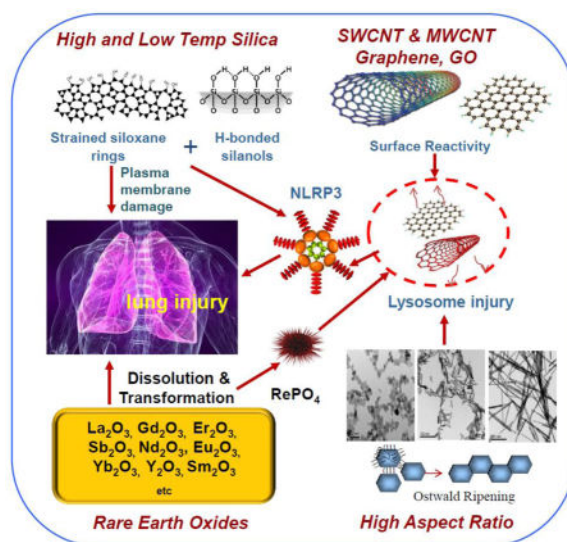 High and Low Temp Silica
SWCNT & MWCNT
Graphene, GO
Strained siloxane
rings
+
H-bonded
silanols
Surface Reactivity
Plasma
membrane
damage
NLRP3
lung injury
Lysosome injury
Dissolution &
Transformation
RePO4
La2O3, Gd2O3, Er2O3,
Sb2O3, Nd2O3, Eu2O3,
Yb2O3, Y2O3, Sm2O3
etc
Ostwald Ripening
Rare Earth Oxides
High Aspect Ratio